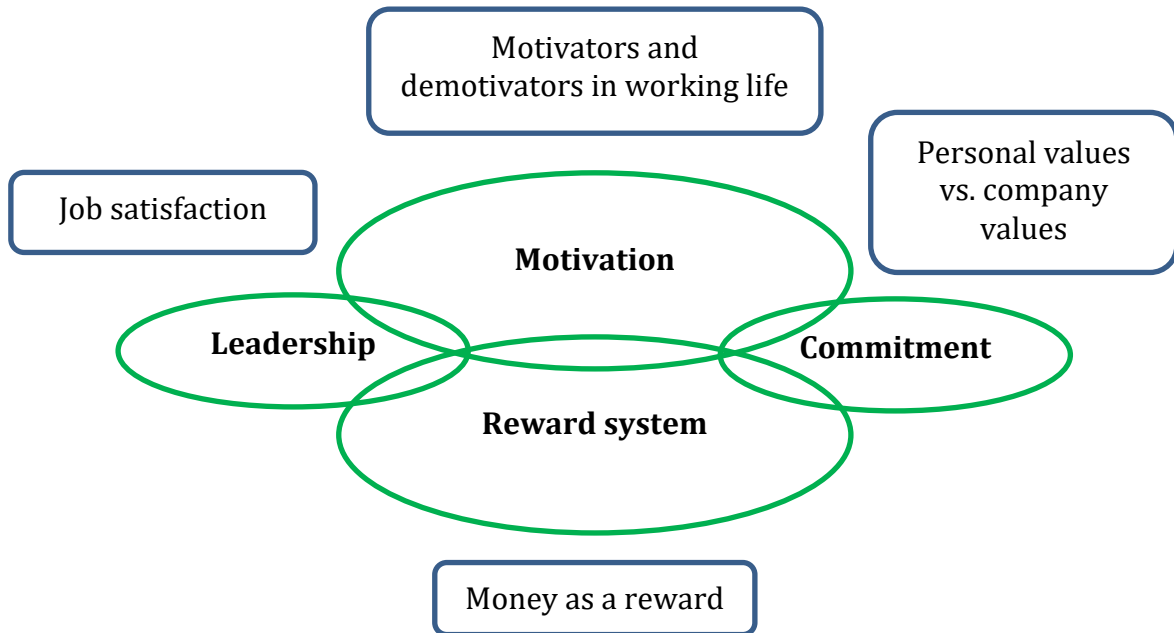 Motivators and
demotivators in working life
Personal values
vs. company
values
Job satisfaction
Motivation
Leadership
Commitment
Reward system
Money as a reward